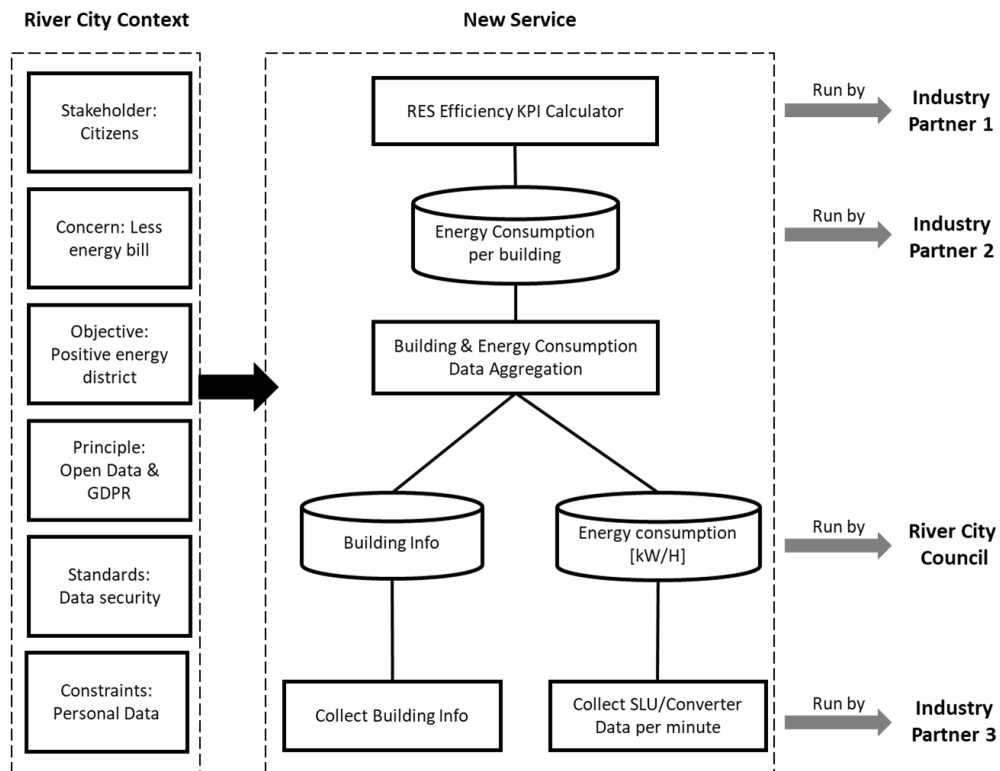 River City Context
New Service
Stakeholder:
Citizens
Concern: Less
energy bill
Objective:
Positive energy
district
Principle:
Open Data &
GDPR
Standards:
Data security
Constraints:
Personal Data
RES Efficiency KPI Calculator
Energy Consumption
per building
Building & Energy Consumption
Data Aggregation
Building Info
Energy consumption
[kW/H]
Collect Building Info
Collect SLU/Converter
Data per minute
Run by
Industry
Partner 1
Run by
Industry
Partner 2
Run by
River City
Council
Run by
Industry
Partner 3